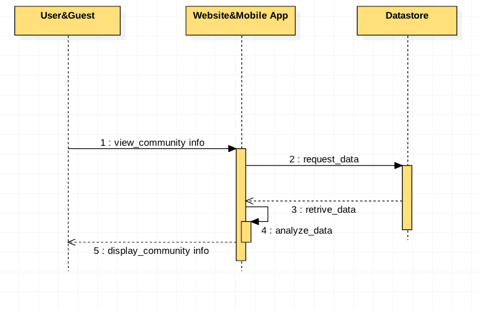 User&Guest
Website&Mobile App
Datastore
1 : view_community info
2 : request_data
3 : retrive_data
4 : analyze_data
5 : display_community info